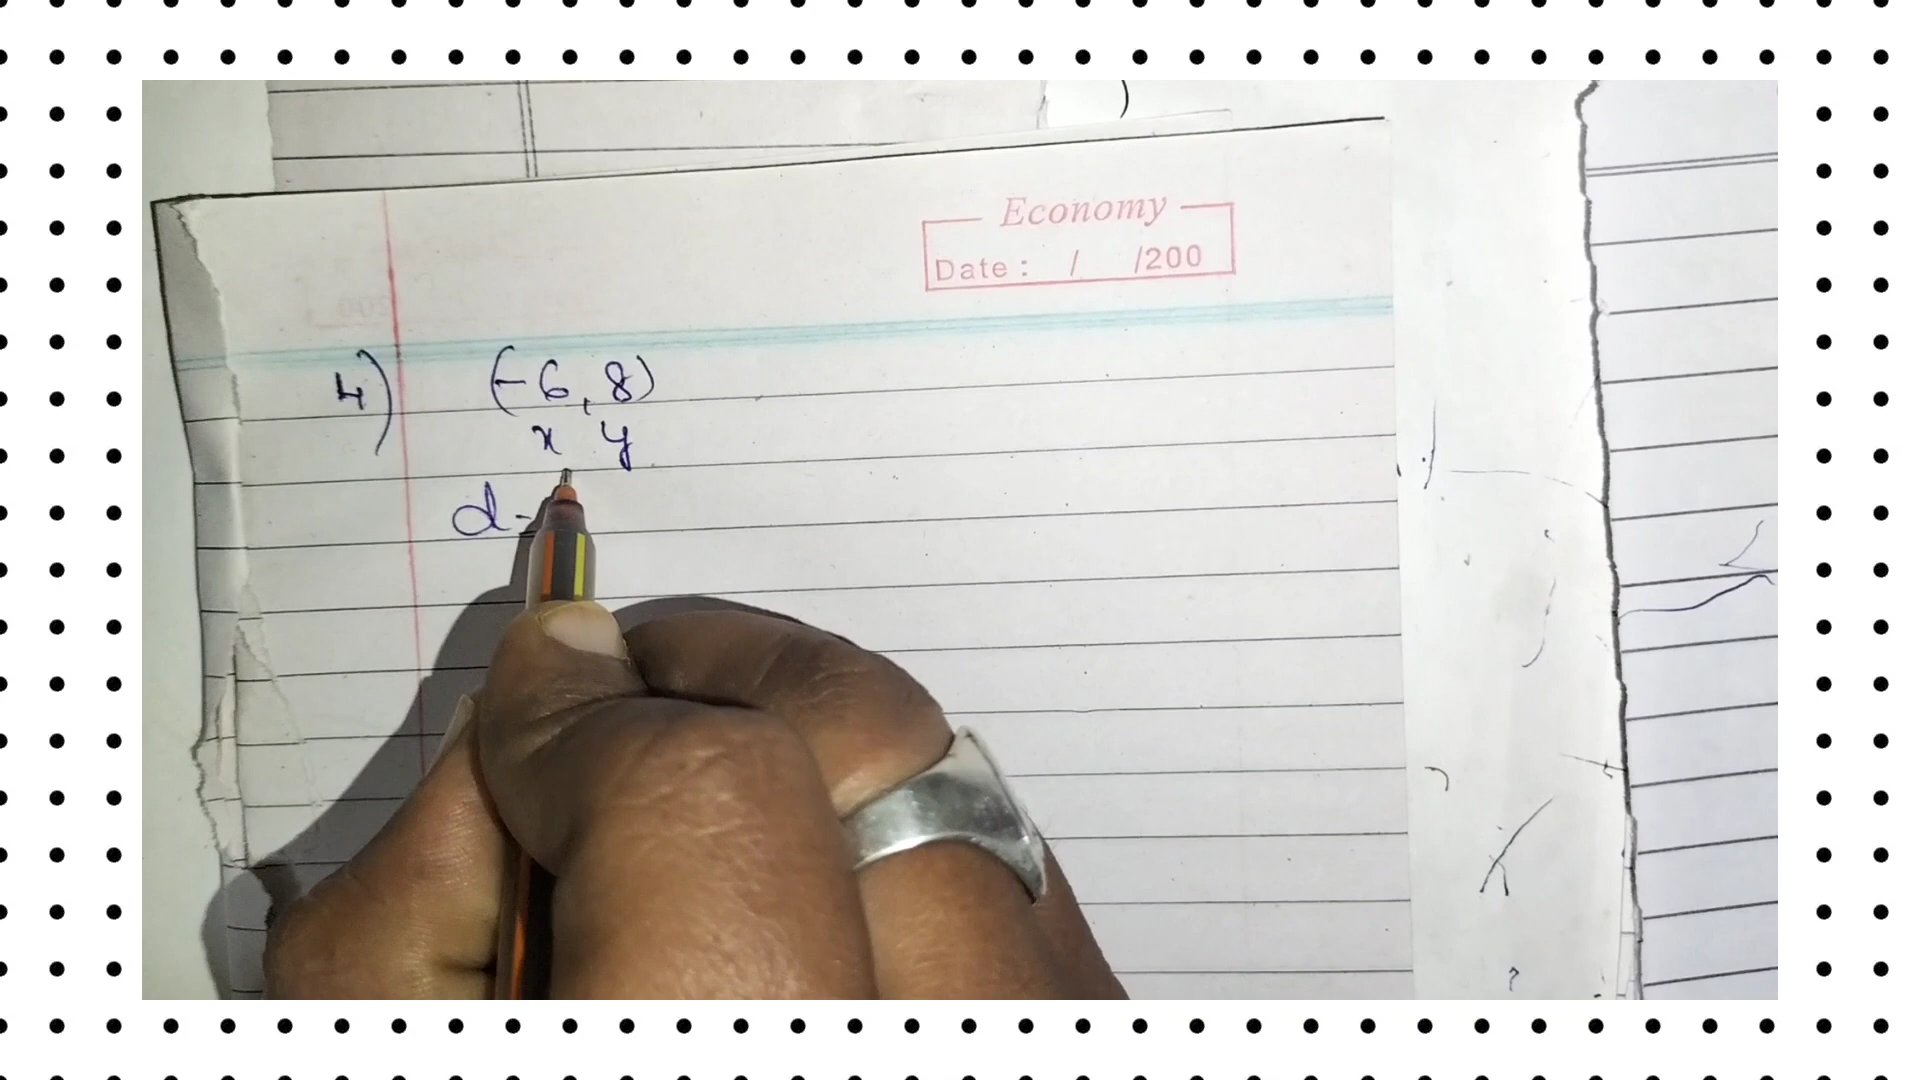 Economy
Date : / /200
4) (-6, 8)
x y
d-